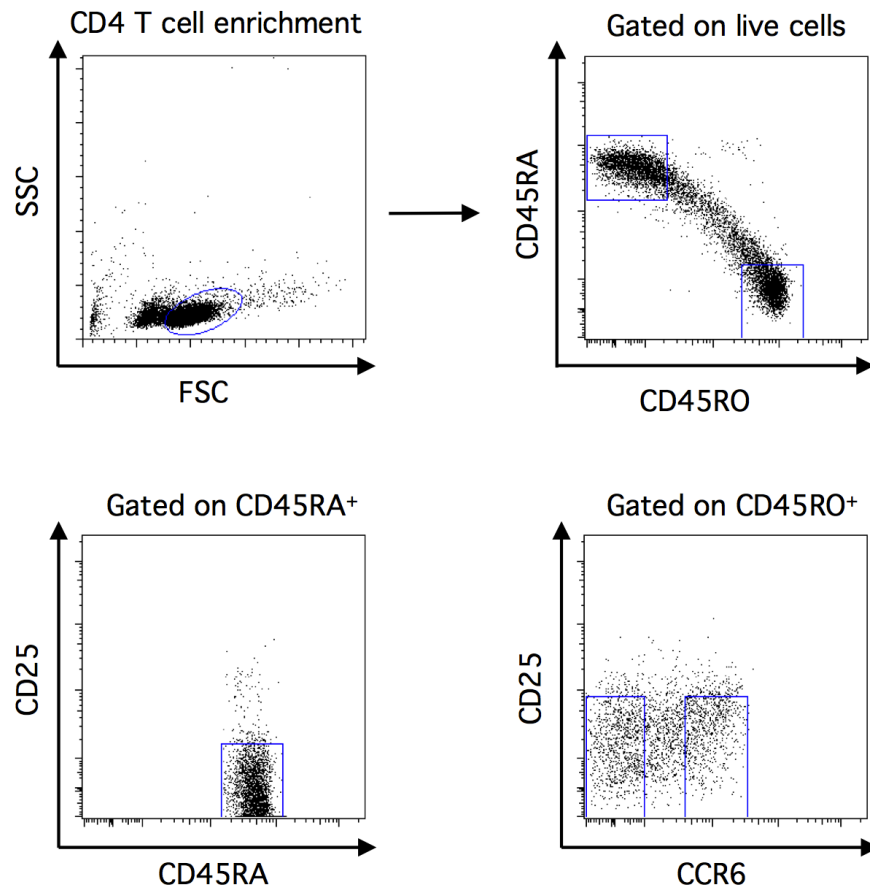 CD4 T cell enrichment
SSC
FSC
Gated on live cells
CD45RA
CD45RO
Gated on CD45RA⁺
CD25
CD45RA
Gated on CD45RO⁺
CD25
CCR6